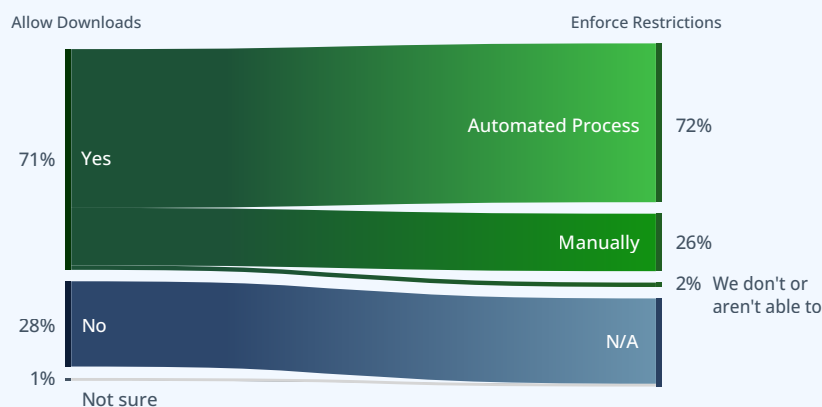 Allow Downloads
Enforce Restrictions
71%
Yes
Automated Process
72%
Manually
26%
2%
We don't or
aren't able to
28%
No
N/A
1%
Not sure